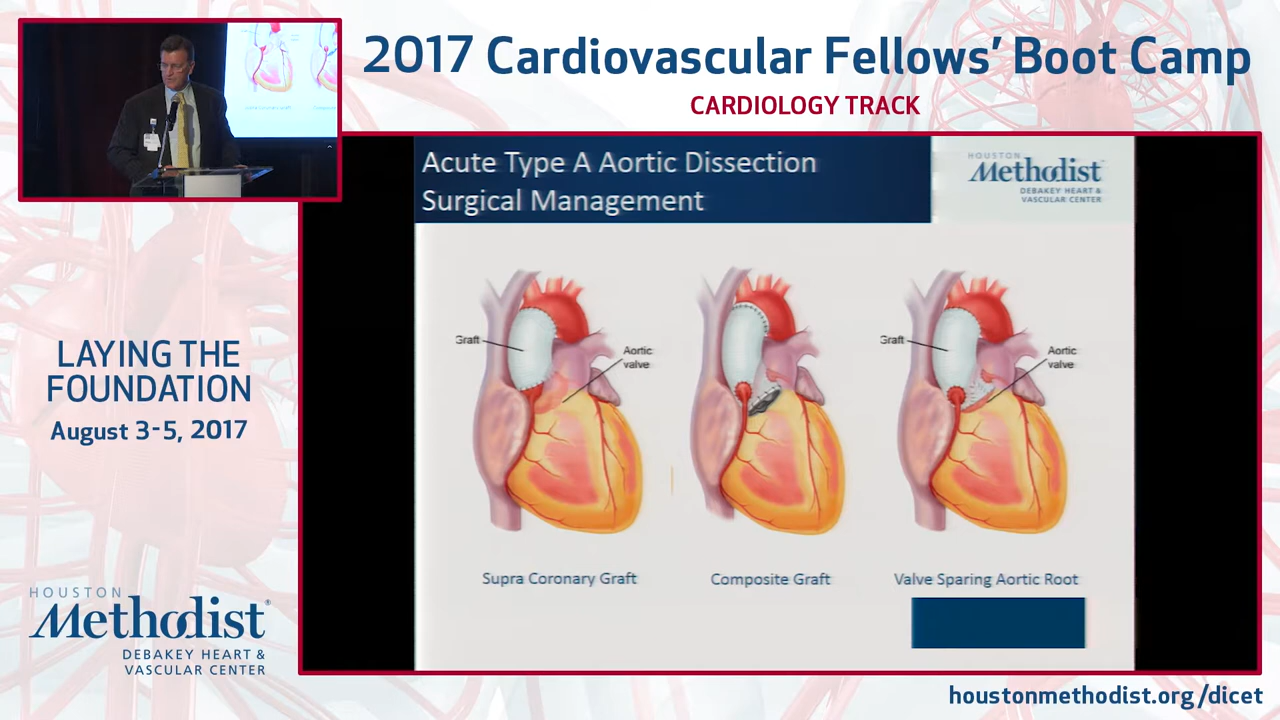 2017 Cardiovascular Fellows' Boot Camp
CARDIOLOGY TRACK
Acute Type A Aortic Dissection
Surgical Management
HOUSTON
Methodist
DEBAKEY HEART &
VASCULAR CENTER
Graft
Aortic
valve
Graft
Aortic
valve
Supra Coronary Graft
Composite Graft
Valve Sparing Aortic Root
LAYING THE
FOUNDATION
August 3-5, 2017
HOUSTON
Methodist®
DEBAKEY HEART &
VASCULAR CENTER
houstonmethodist.org/dicet